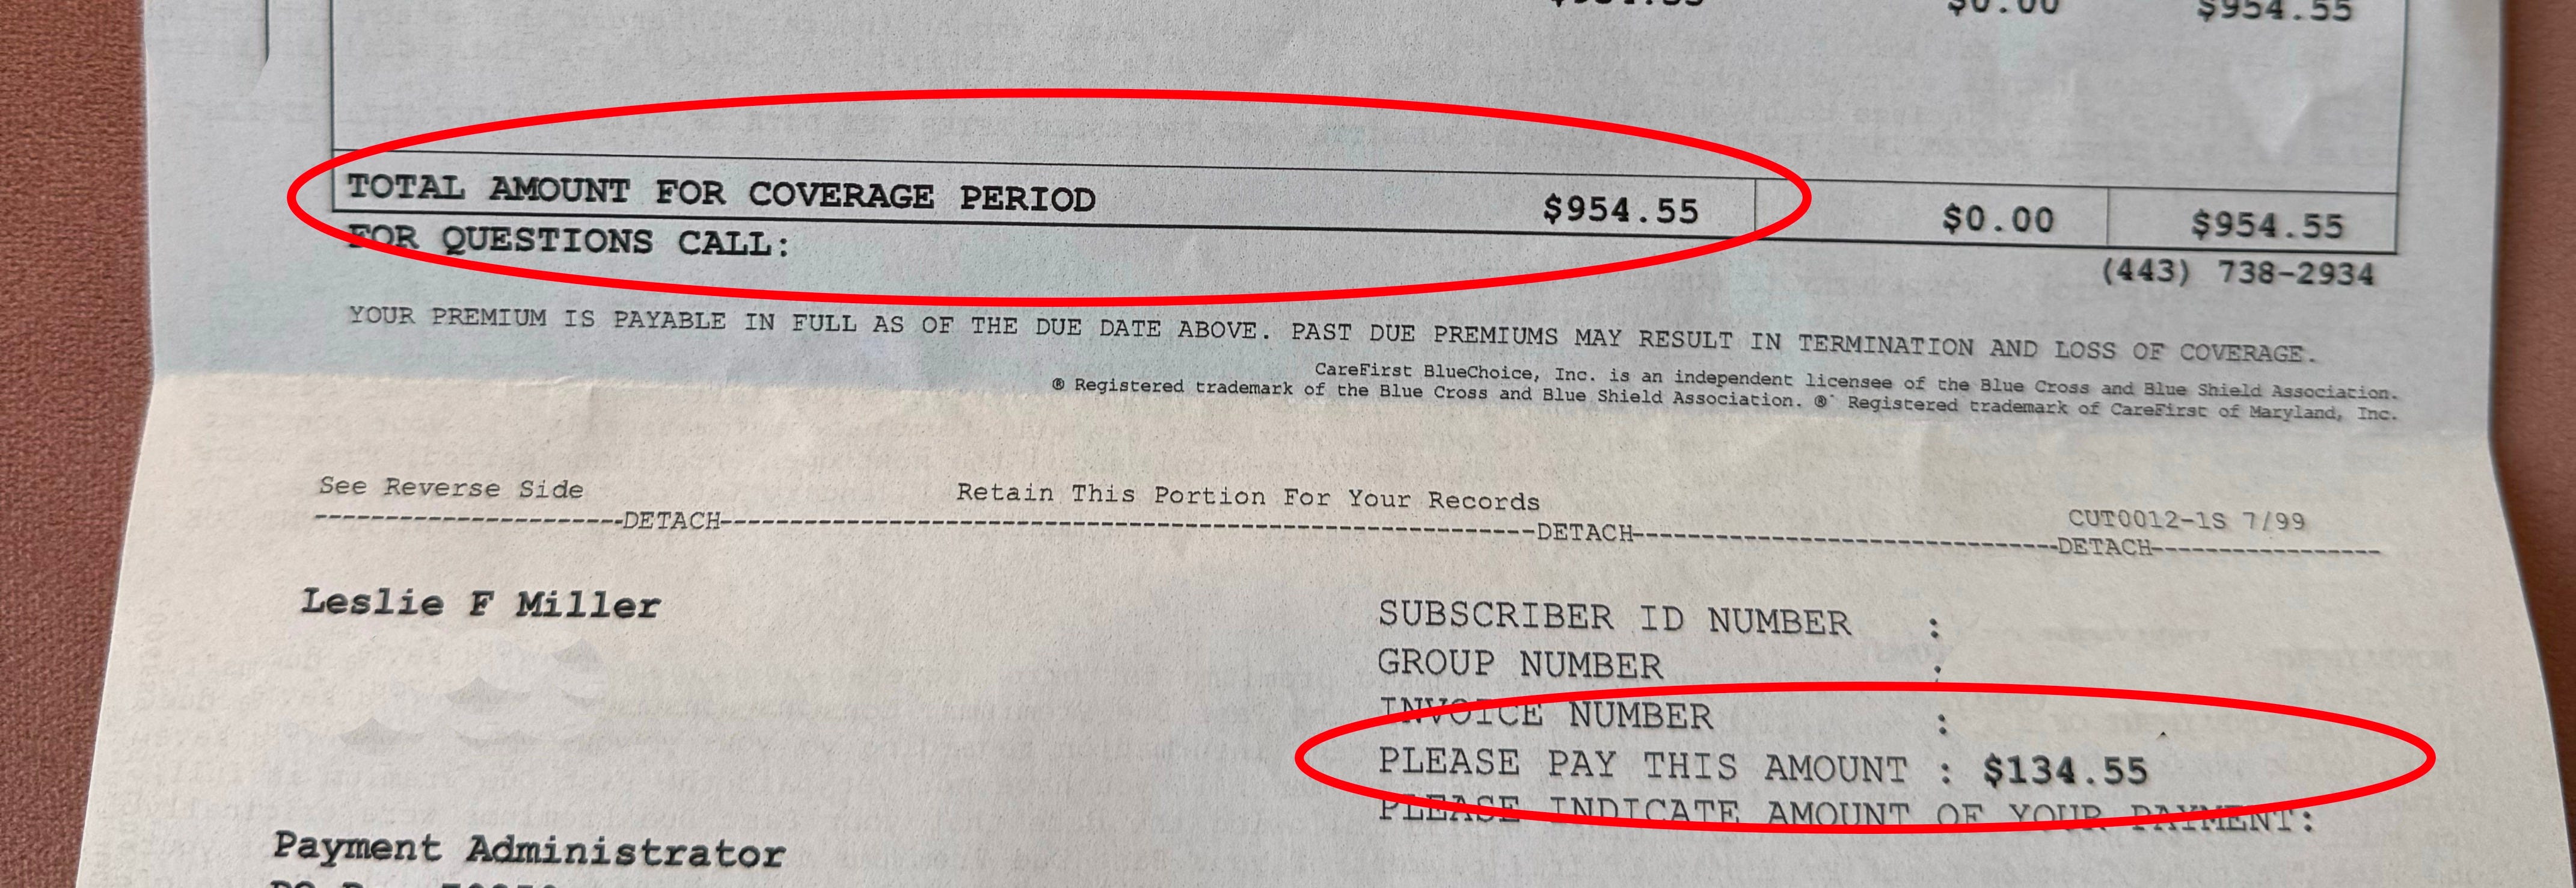 $0.00 $954.55
TOTAL AMOUNT FOR COVERAGE PERIOD $954.55 $0.00 $954.55
FOR QUESTIONS CALL: (443) 738-2934
YOUR PREMIUM IS PAYABLE IN FULL AS OF THE DUE DATE ABOVE. PAST DUE PREMIUMS MAY RESULT IN TERMINATION AND LOSS OF COVERAGE.
CareFirst BlueChoice, Inc. is an independent licensee of the Blue Cross and Blue Shield Association.
® Registered trademark of the Blue Cross and Blue Shield Association. ®` Registered trademark of CareFirst of Maryland, Inc.
See Reverse Side Retain This Portion For Your Records CUT0012-1S 7/99
----------------------DETACH----------------------------------------------------------DETACH------------------------------DETACH-----------------
Leslie F Miller
SUBSCRIBER ID NUMBER :
GROUP NUMBER :
INVOICE NUMBER :
PLEASE PAY THIS AMOUNT : $134.55
PLEASE INDICATE AMOUNT OF YOUR PAYMENT:
Payment Administrator